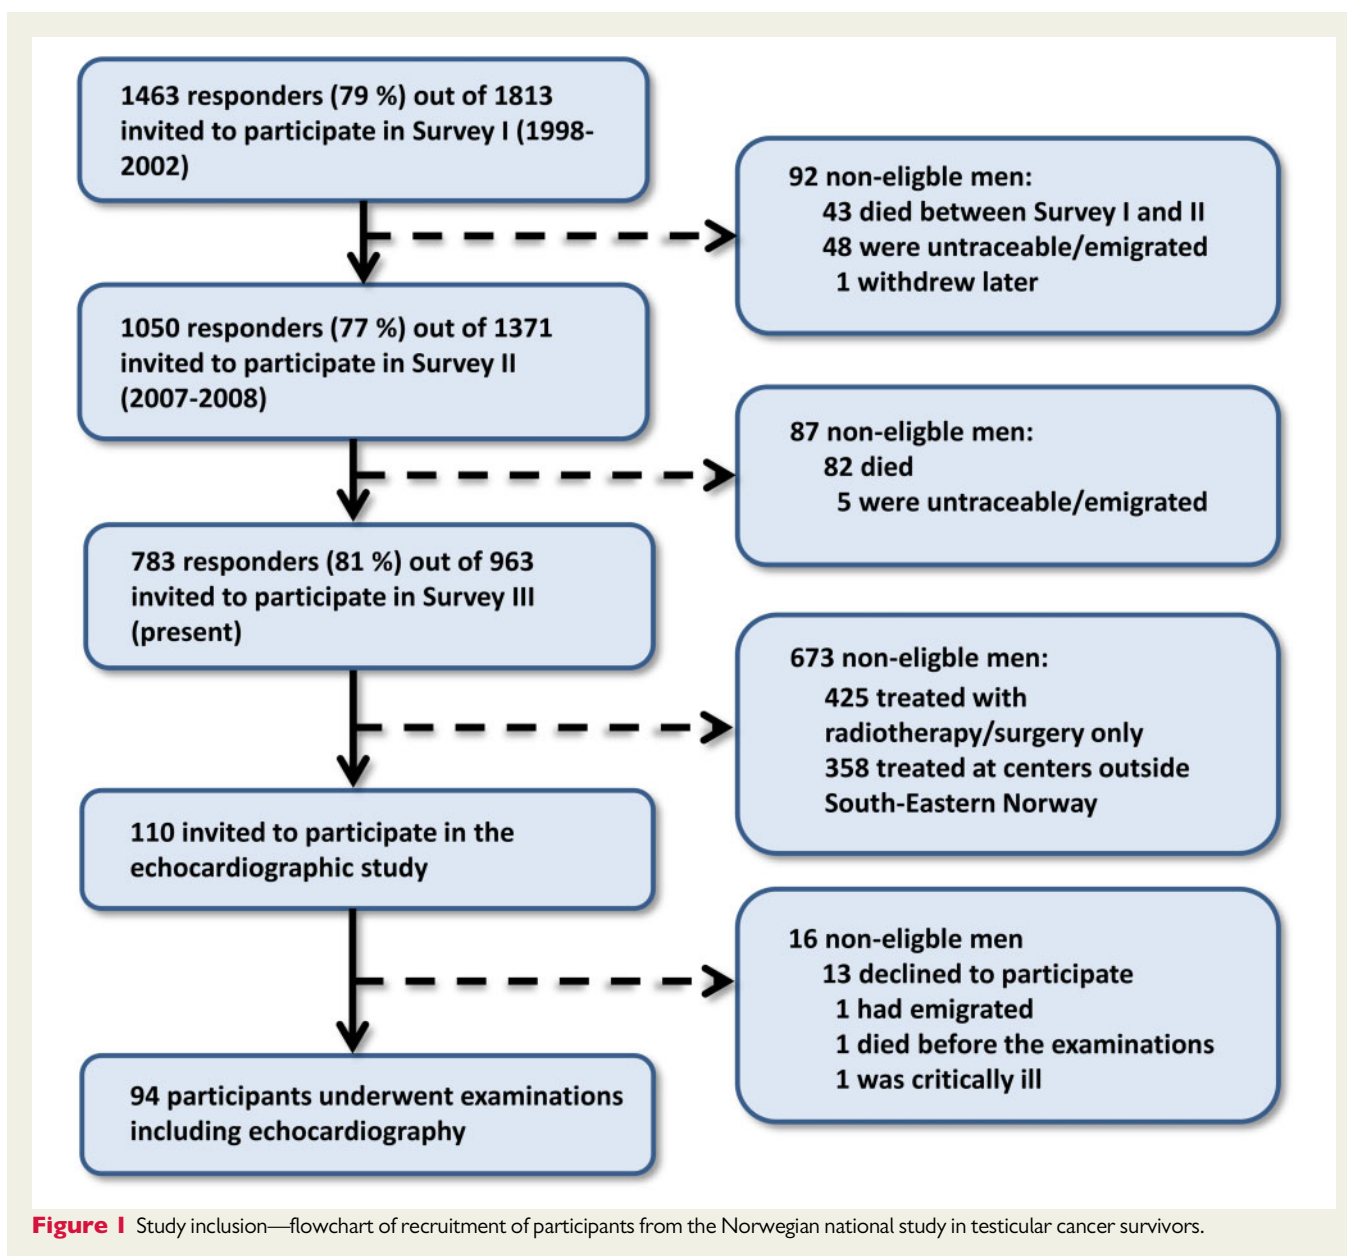 1463 responders (79 %) out of 1813
invited to participate in Survey I (1998-
2002)
92 non-eligble men:
43 died between Survey I and II
48 were untraceable/emigrated
1 withdrew later
1050 responders (77 %) out of 1371
invited to participate in Survey II
(2007-2008)
87 non-eligble men:
82 died
5 were untraceable/emigrated
783 responders (81 %) out of 963
invited to participate in Survey III
(present)
673 non-eligble men:
425 treated with
radiotherapy/surgery only
358 treated at centers outside
South-Eastern Norway
110 invited to participate in the
echocardiographic study
16 non-eligble men
13 declined to participate
1 had emigrated
1 died before the examinations
1 was critically ill
94 participants underwent examinations
including echocardiography
Figure 1 Study inclusion—flowchart of recruitment of participants from the Norwegian national study in testicular cancer survivors.